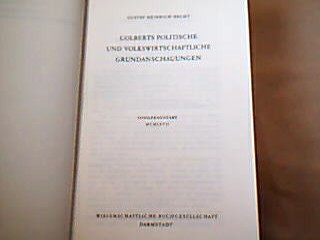 GUSTAV HEINRICH HECHT
COLBERTS POLITISCHE
UND VOLKSWIRTSCHAFTLICHE
GRUNDANSCHAUUNGEN
SONDERAUSGABE
MCMLXVII
WISSENSCHAFTLICHE BUCHGESELLSCHAFT
DARMSTADT